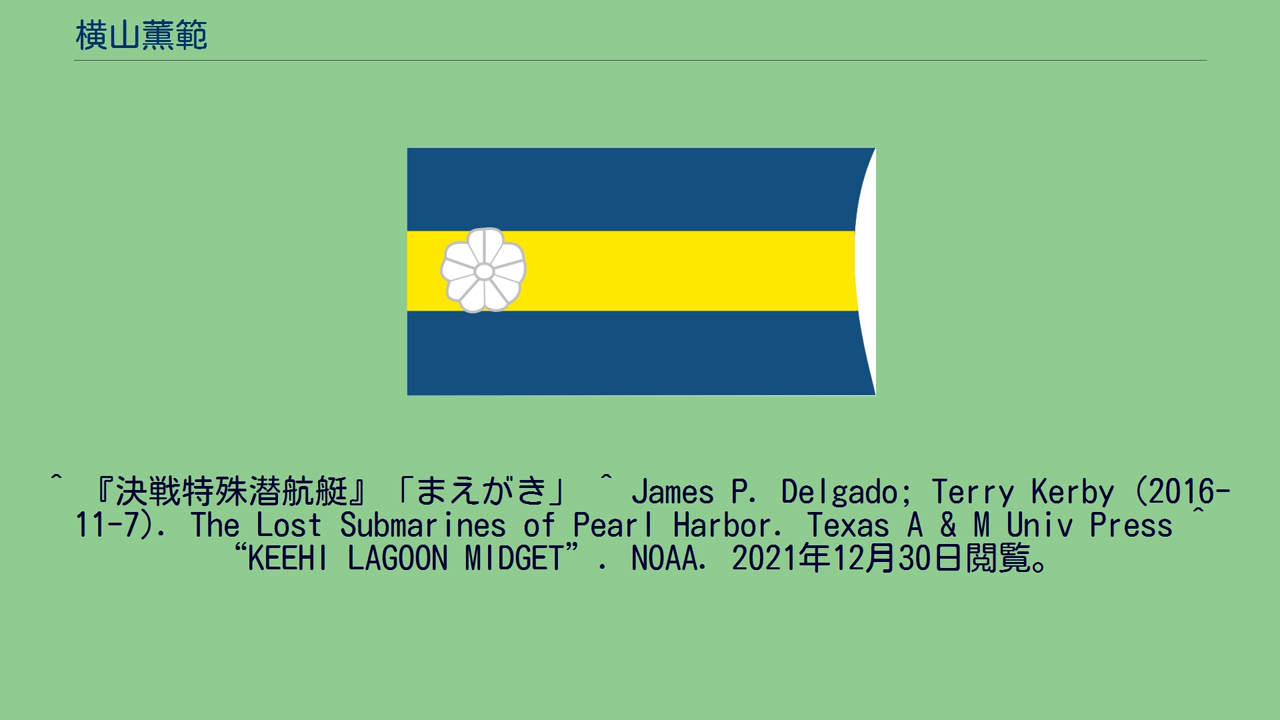 横山薫範
^ 『決戦特殊潜航艇』「まえがき」 ^ James P. Delgado; Terry Kerby (2016-
11-7). The Lost Submarines of Pearl Harbor. Texas A & M Univ Press ^
“KEEHI LAGOON MIDGET”. NOAA. 2021年12月30日閲覧。